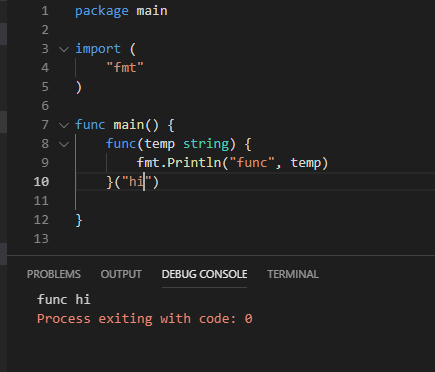 1 package main
2
3 import (
4     "fmt"
5 )
6
7 func main() {
8     func(temp string) {
9         fmt.Println("func", temp)
10     }("hi")
11
12 }
13
PROBLEMS OUTPUT DEBUG CONSOLE TERMINAL
func hi
Process exiting with code: 0